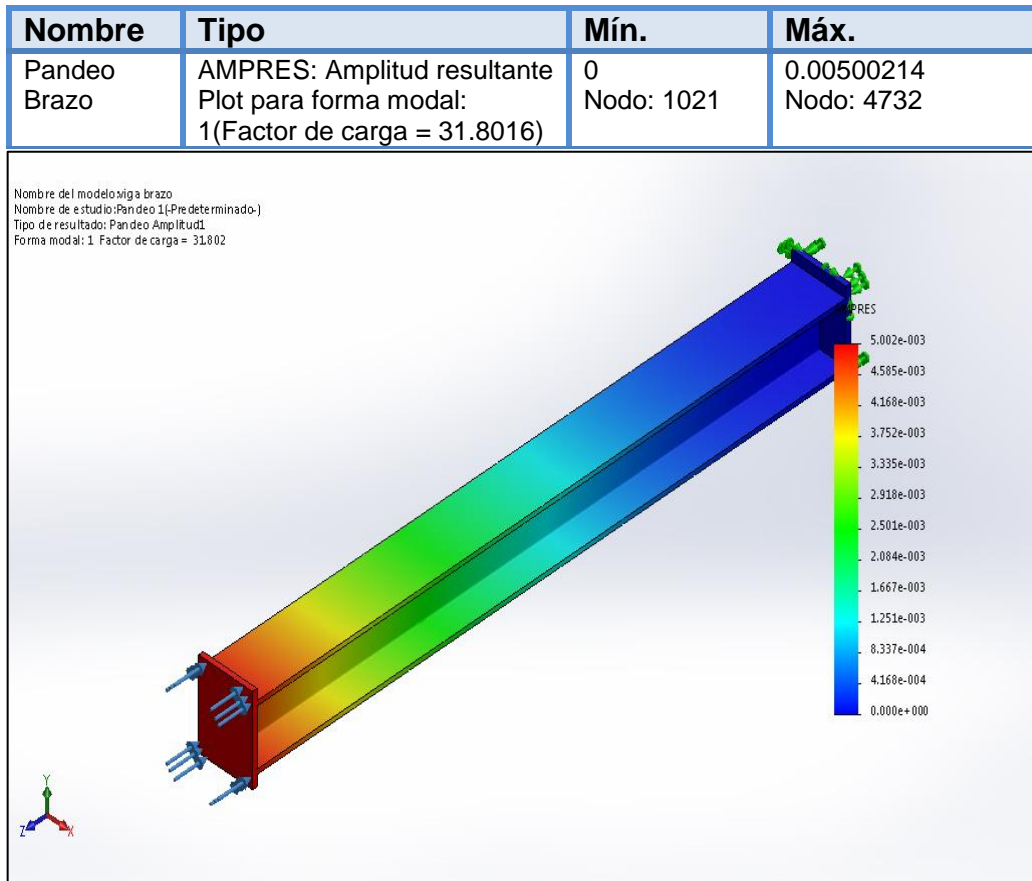 Nombre Tipo Mín. Máx.
Pandeo Brazo AMPRES: Amplitud resultante 0 0.00500214
Plot para forma modal: Nodo: 1021 Nodo: 4732
1(Factor de carga = 31.8016)
Nombre del modelo:viga brazo
Nombre de estudio:Pandeo 1(-Predeterminado-)
Tipo de resultado: Pandeo Amplitud1
Forma modal: 1 Factor de carga = 31.802
PRES
5.002e-003
4.585e-003
4.168e-003
3.752e-003
3.335e-003
2.918e-003
2.501e-003
2.084e-003
1.667e-003
1.251e-003
8.337e-004
4.168e-004
0.000e+000
Y
Z
X